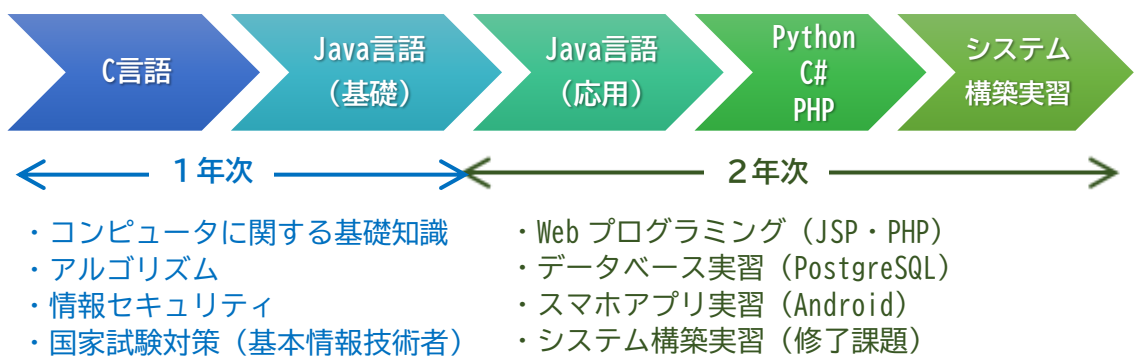 C言語
Java言語
（基礎）
Java言語
（応用）
Python
C#
PHP
システム
構築実習
１年次
２年次
・コンピュータに関する基礎知識
・アルゴリズム
・情報セキュリティ
・国家試験対策（基本情報技術者）
・Web プログラミング（JSP・PHP）
・データベース実習（PostgreSQL）
・スマホアプリ実習（Android）
・システム構築実習（修了課題）